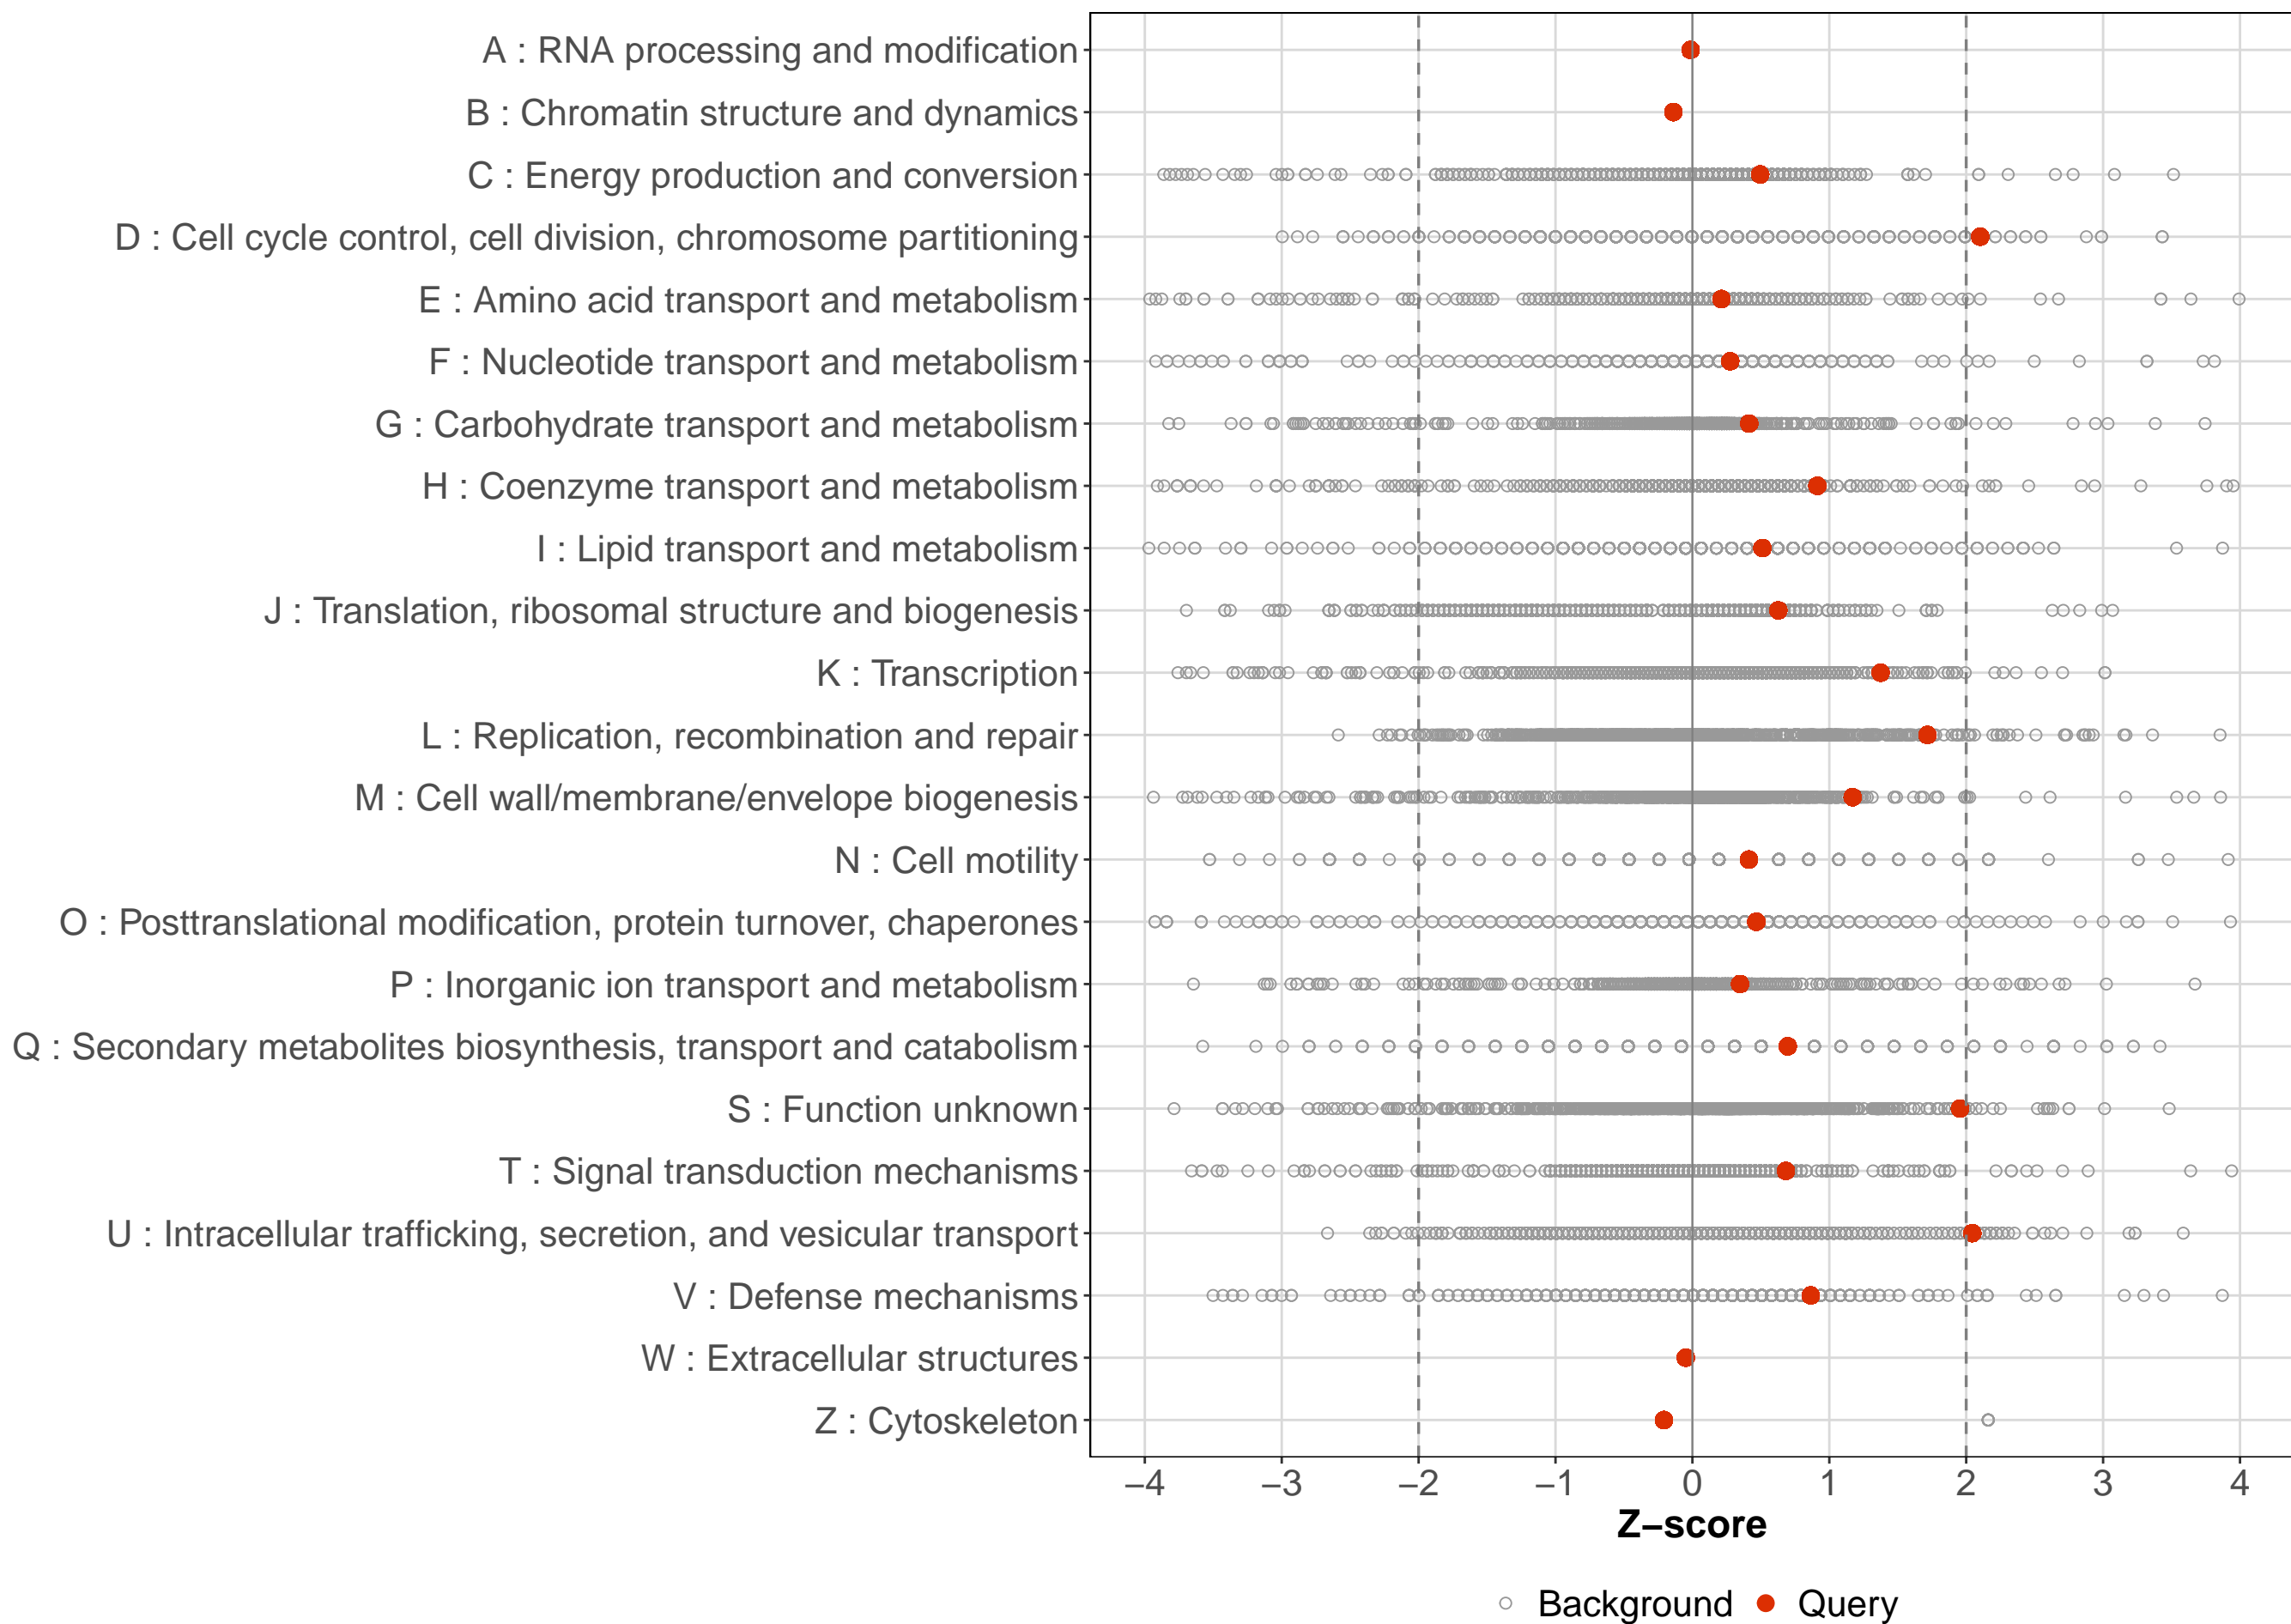 A : RNA processing and modification
B : Chromatin structure and dynamics
C : Energy production and conversion
D : Cell cycle control, cell division, chromosome partitioning
E : Amino acid transport and metabolism
F : Nucleotide transport and metabolism
G : Carbohydrate transport and metabolism
H : Coenzyme transport and metabolism
I : Lipid transport and metabolism
J : Translation, ribosomal structure and biogenesis
K : Transcription
L : Replication, recombination and repair
M : Cell wall/membrane/envelope biogenesis
N : Cell motility
O : Posttranslational modification, protein turnover, chaperones
P : Inorganic ion transport and metabolism
Q : Secondary metabolites biosynthesis, transport and catabolism
S : Function unknown
T : Signal transduction mechanisms
U : Intracellular trafficking, secretion, and vesicular transport
V : Defense mechanisms
W : Extracellular structures
Z : Cytoskeleton
−4 −3 −2 −1 0 1 2 3 4
Z−score
Background Query